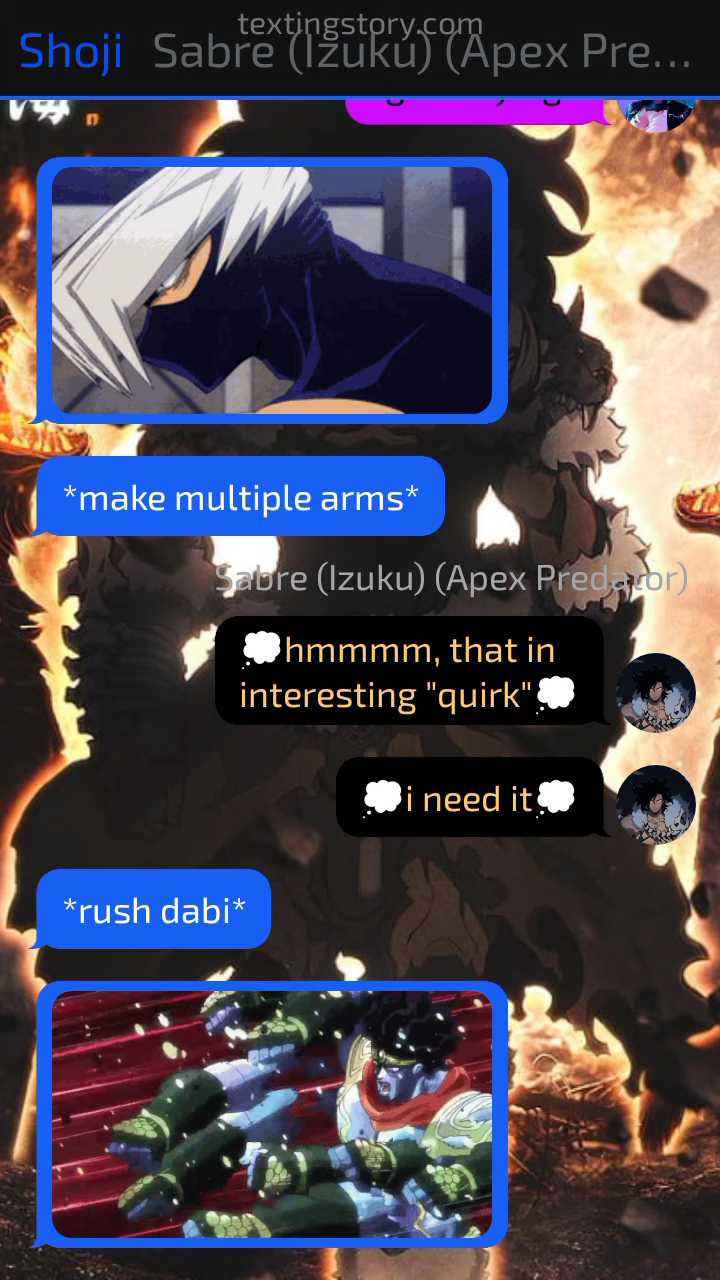 textingstory.com
Shoji Sabre (Izuku) (Apex Pre...
*make multiple arms*
Sabre (Izuku) (Apex Predator)
💭hmmmm, that in
interesting "quirk"💭
💭i need it💭
*rush dabi*